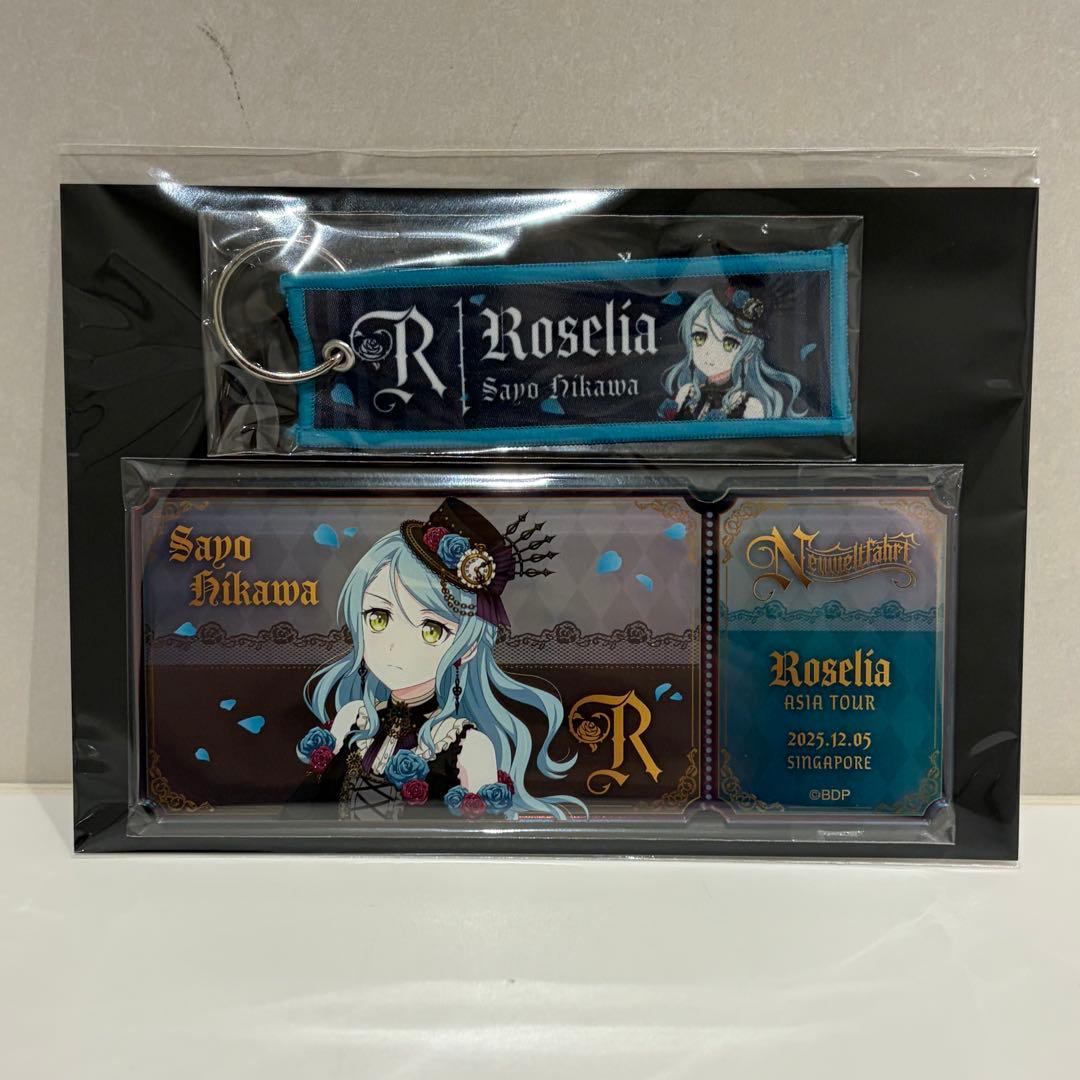 R
Roselia
Sayo Hikawa
Sayo
Hikawa
R
Neuweltfahrt
Roselia
ASIA TOUR
2025.12.05
SINGAPORE
©BDP